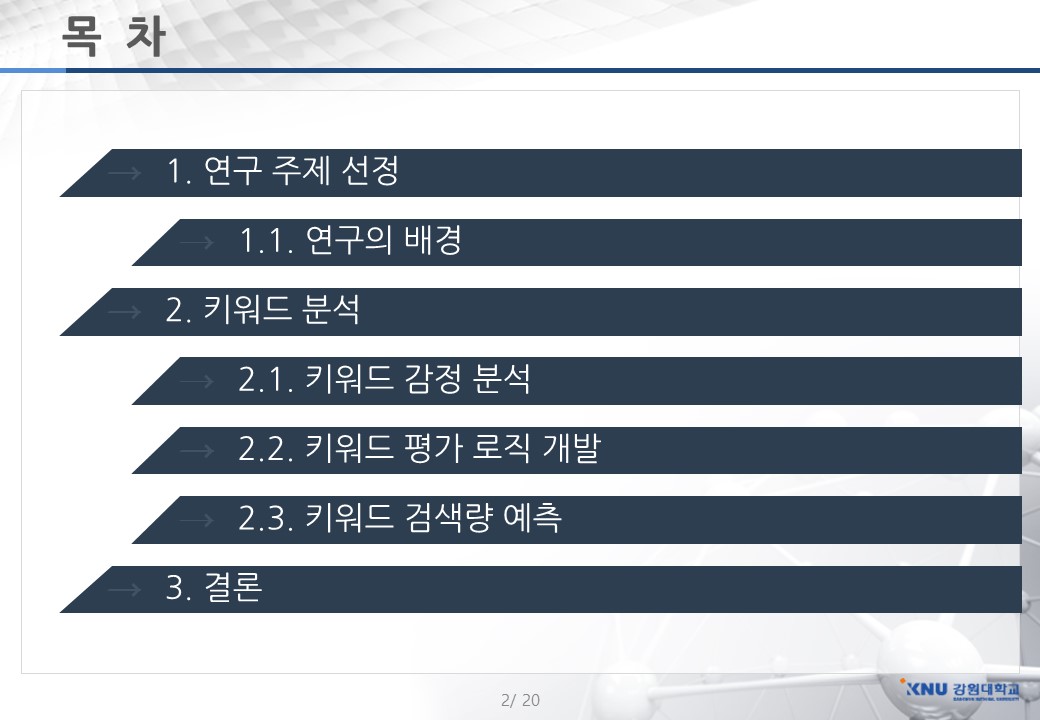 목 차
→ 1. 연구 주제 선정
→ 1.1. 연구의 배경
→ 2. 키워드 분석
→ 2.1. 키워드 감정 분석
→ 2.2. 키워드 평가 로직 개발
→ 2.3. 키워드 검색량 예측
→ 3. 결론
KNU 강원대학교
KANGWON NATIONAL UNIVERSITY
2/ 20